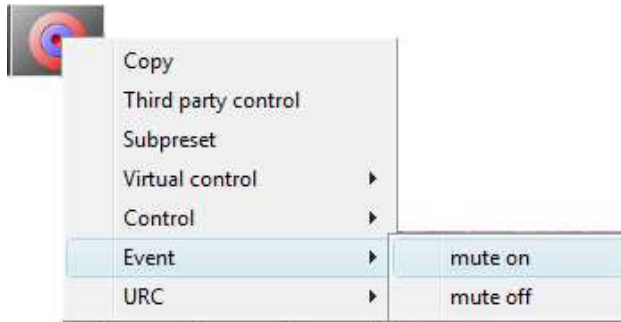 Copy
Third party control
Subpreset
Virtual control
Control
Event
mute on
URC
mute off